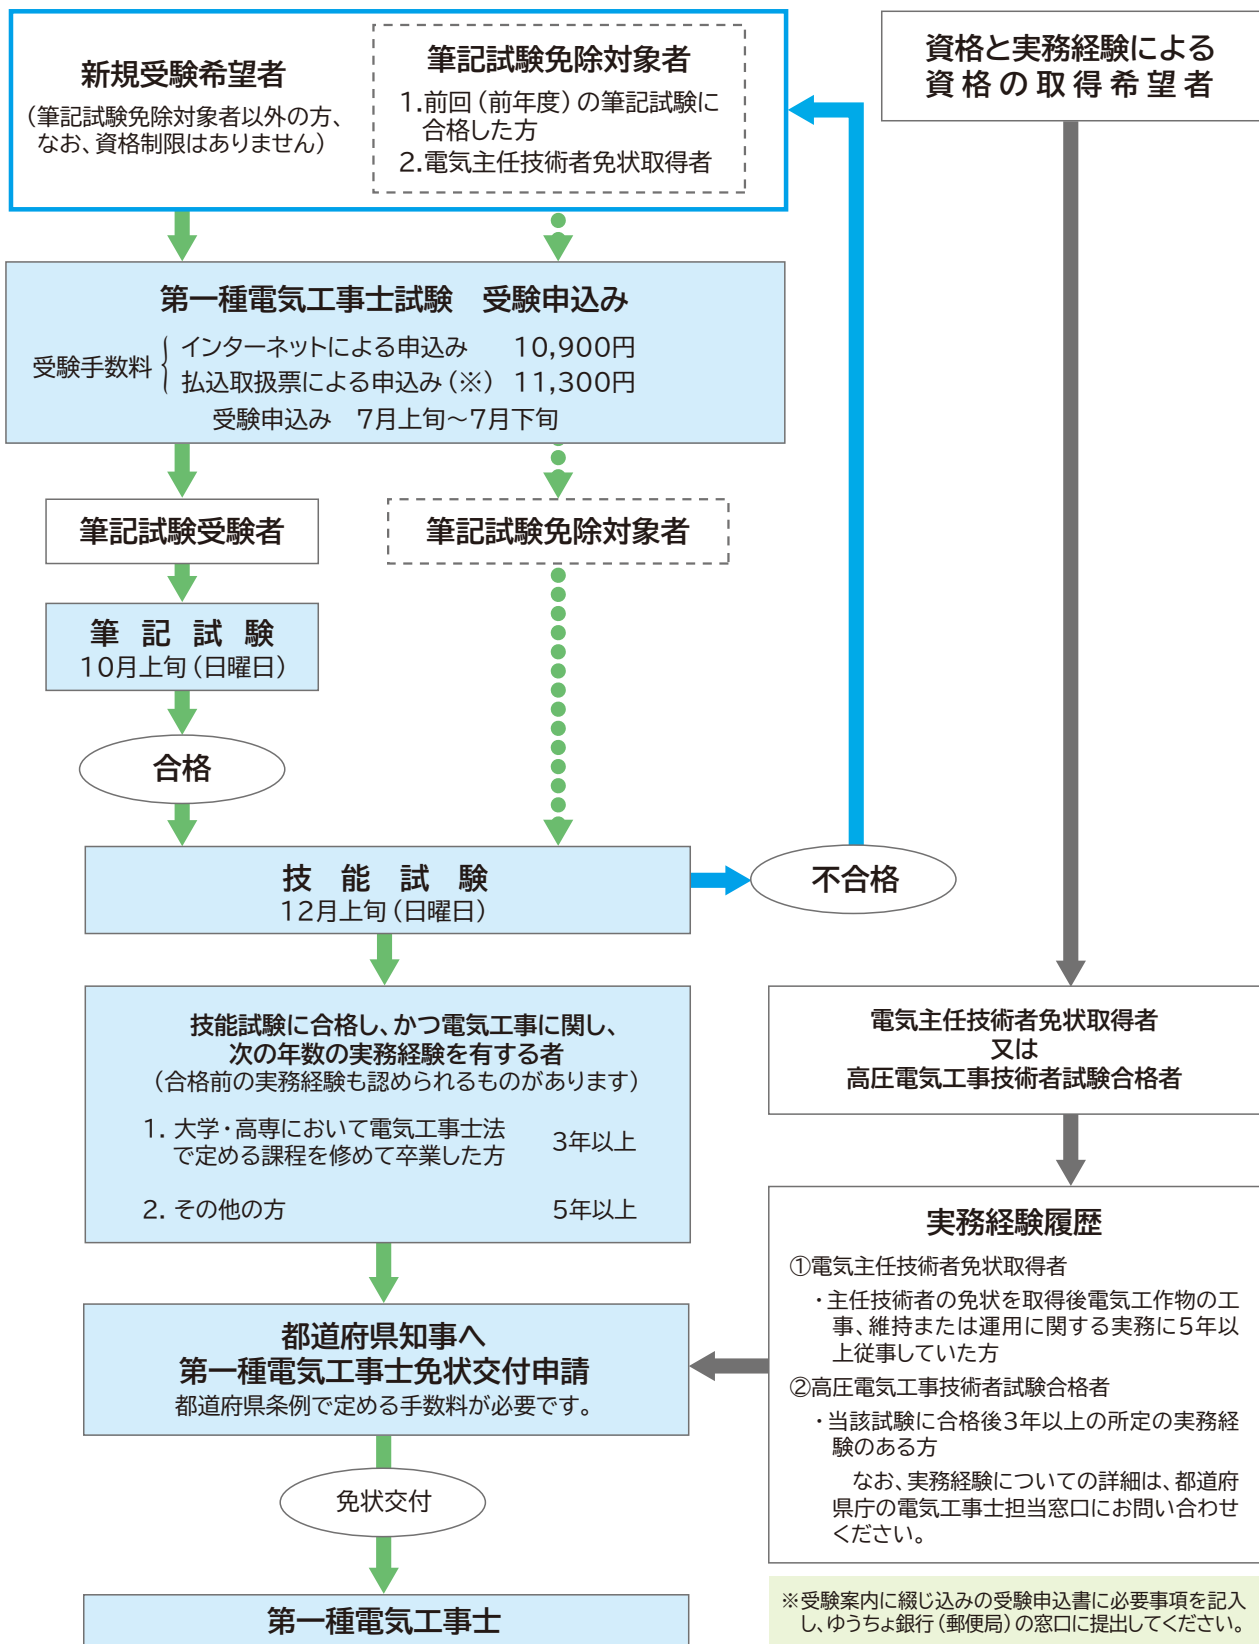 新規受験希望者
（筆記試験免除対象者以外の方、
なお、資格制限はありません）
筆記試験免除対象者
1.前回（前年度）の筆記試験に
合格した方
2.電気主任技術者免状取得者
資格と実務経験による
資格の取得希望者
第一種電気工事士試験　受験申込み
受験手数料
インターネットによる申込み　10,900円
払込取扱票による申込み（※）11,300円
受験申込み　7月上旬～7月下旬
筆記試験受験者
筆記試験免除対象者
筆記試験
10月上旬（日曜日）
合格
技能試験
12月上旬（日曜日）
不合格
技能試験に合格し、かつ電気工事に関し、
次の年数の実務経験を有する者
（合格前の実務経験も認められるものがあります）
1. 大学・高専において電気工事士法
で定める課程を修めて卒業した方
3年以上
2. その他の方　5年以上
電気主任技術者免状取得者
又は
高圧電気工事技術者試験合格者
実務経験履歴
①電気主任技術者免状取得者
・主任技術者の免状を取得後電気工作物の工
事、維持または運用に関する実務に5年以
上従事していた方
②高圧電気工事技術者試験合格者
・当該試験に合格後3年以上の所定の実務経
験のある方
なお、実務経験についての詳細は、都道府
県庁の電気工事士担当窓口にお問い合わせ
ください。
都道府県知事へ
第一種電気工事士免状交付申請
都道府県条例で定める手数料が必要です。
免状交付
第一種電気工事士
※受験案内に綴じ込みの受験申込書に必要事項を記入
し、ゆうちょ銀行（郵便局）の窓口に提出してください。